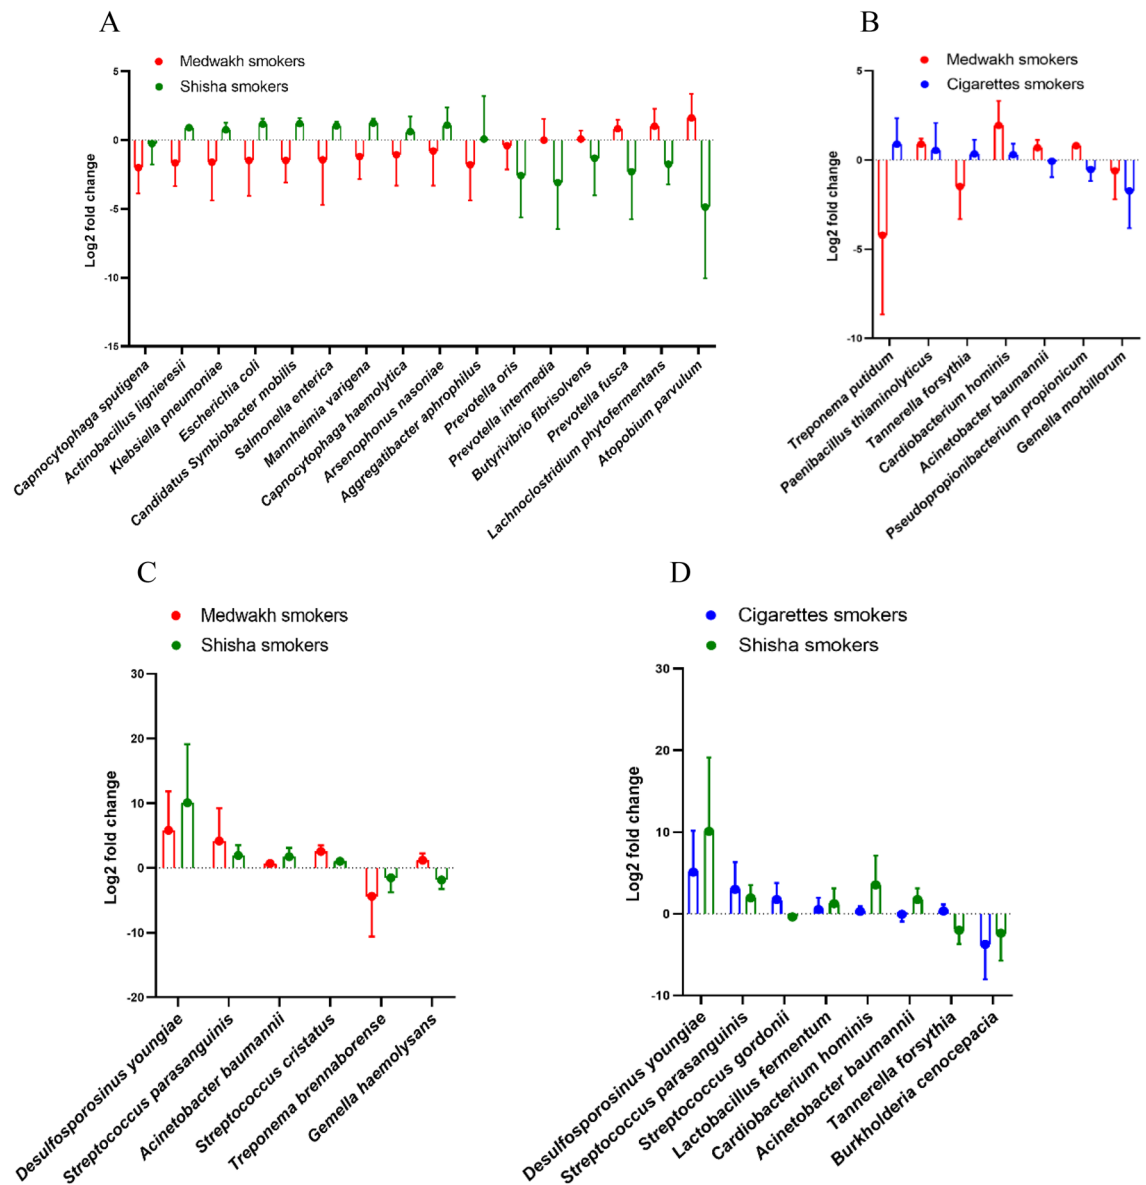 A
Medwakh smokers
Shisha smokers
Log2 fold change
5
0
-5
-10
-15
Capnocytophaga sputigena
Actinobacillus lignieresii
Klebsiella pneumoniae
Escherichia coli
Candidatus Symbiobacter mobilis
Salmonella enterica
Mannheimia varigena
Capnocytophaga haemolytica
Arsenophonus nasoniae
Aggregatibacter aphrophilus
Prevotella oris
Prevotella intermedia
Butyrivibrio fibrisolvens
Prevotella fusca
Lachnoclostridium phytofermentans
Atopobium parvulum
B
Medwakh smokers
Cigarettes smokers
Log2 fold change
5
0
-5
-10
Treponema putidum
Paenibacillus thiaminolyticus
Tannerella forsythia
Cardiobacterium hominis
Acinetobacter baumannii
Pseudopropionibacterium propionicum
Gemella morbillorum
C
Medwakh smokers
Shisha smokers
Log2 fold change
30
20
10
0
-10
-20
Desulfosporosinus youngiae
Streptococcus parasanguinis
Acinetobacter baumannii
Streptococcus cristatus
Treponema brennaborense
Gemella haemolysans
D
Cigarettes smokers
Shisha smokers
Log2 fold change
30
20
10
0
-10
Desulfosporosinus youngiae
Streptococcus parasanguinis
Streptococcus gordonii
Lactobacillus fermentum
Cardiobacterium hominis
Acinetobacter baumannii
Tannerella forsythia
Burkholderia cenocepacia